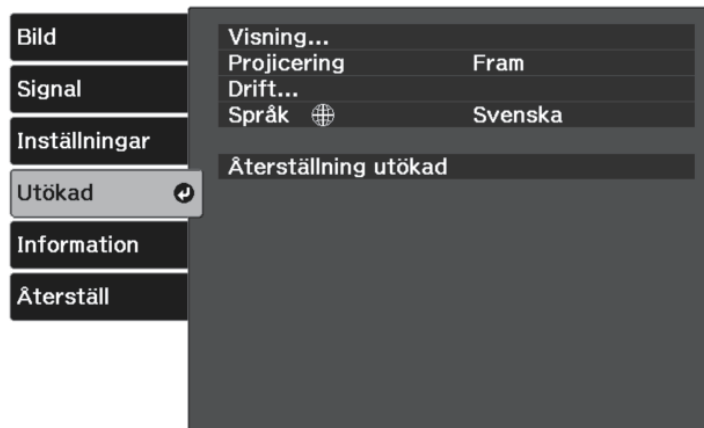 Bild
Signal
Inställningar
Utökad
Information
Återställ
Visning...
Projicering Fram
Drift...
Språk Svenska
Återställning utökad